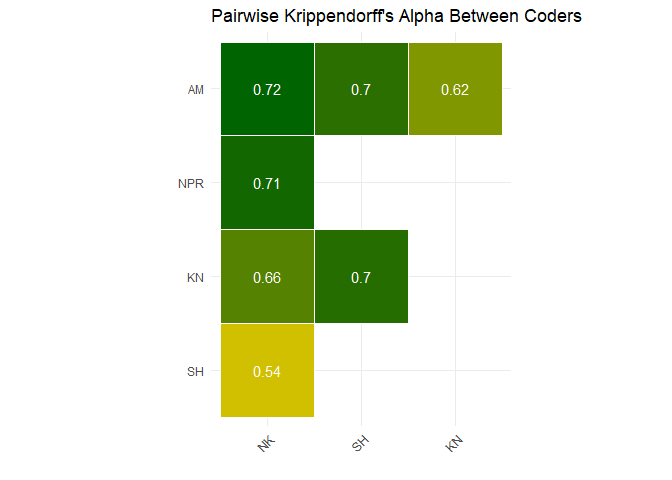 Pairwise Krippendorff's Alpha Between Coders
AM 0.72 0.7 0.62
NPR 0.71
KN 0.66 0.7
SH 0.54
NK SH KN